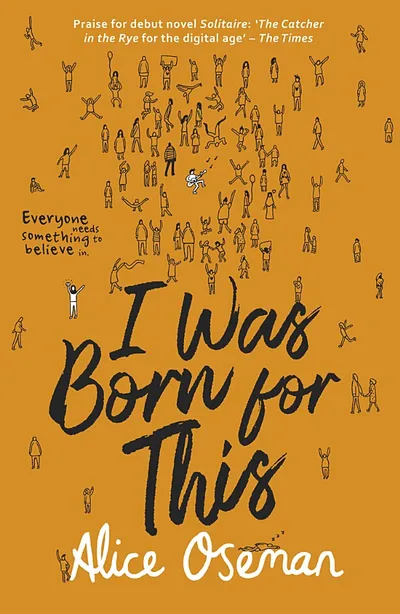 Praise for debut novel Solitaire: ‘The Catcher
in the Rye for the digital age’ – The Times
Everyone
needs
something to
believe in.
I Was
Born for
This
Alice Oseman